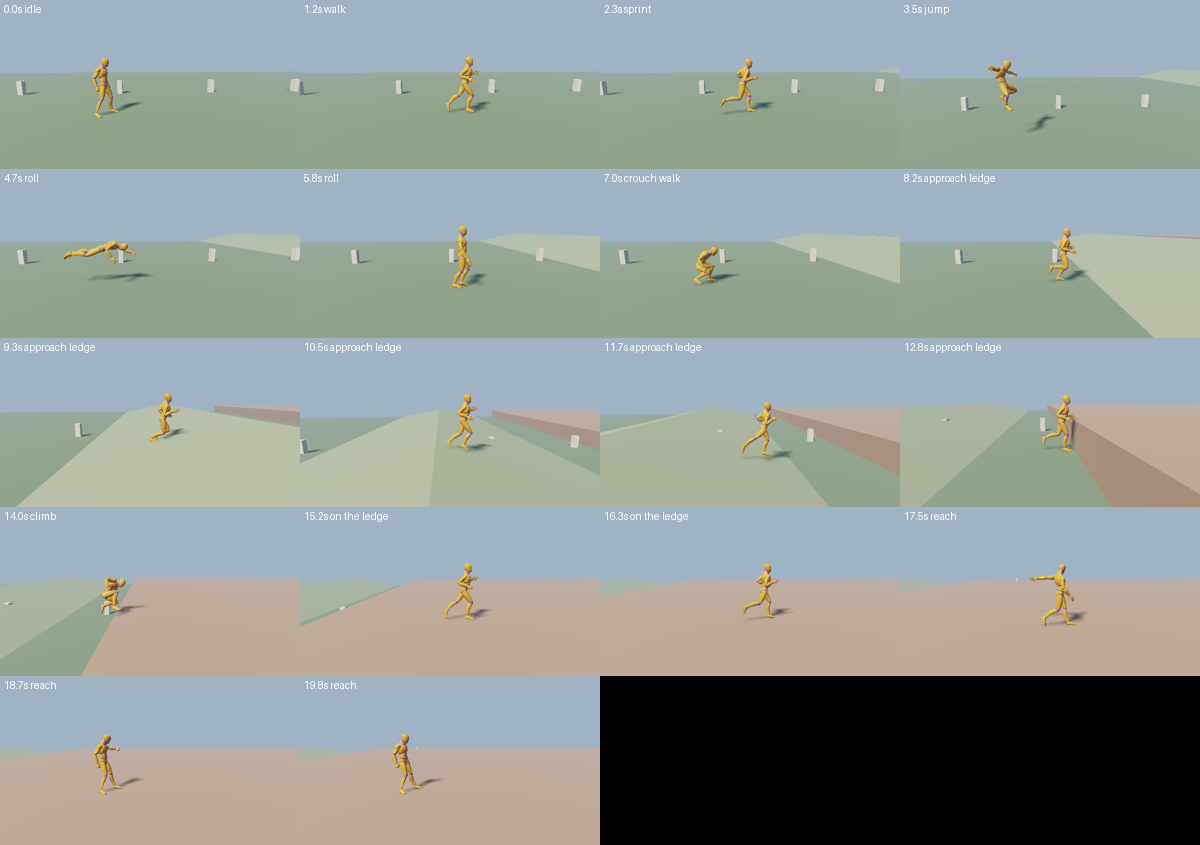 0.0s idle
1.2s walk
2.3s sprint
3.5s jump
4.7s roll
5.8s roll
7.0s crouch walk
8.2s approach ledge
9.3s approach ledge
10.5s approach ledge
11.7s approach ledge
12.8s approach ledge
14.0s climb
15.2s on the ledge
16.3s on the ledge
17.5s reach
18.7s reach
19.8s reach